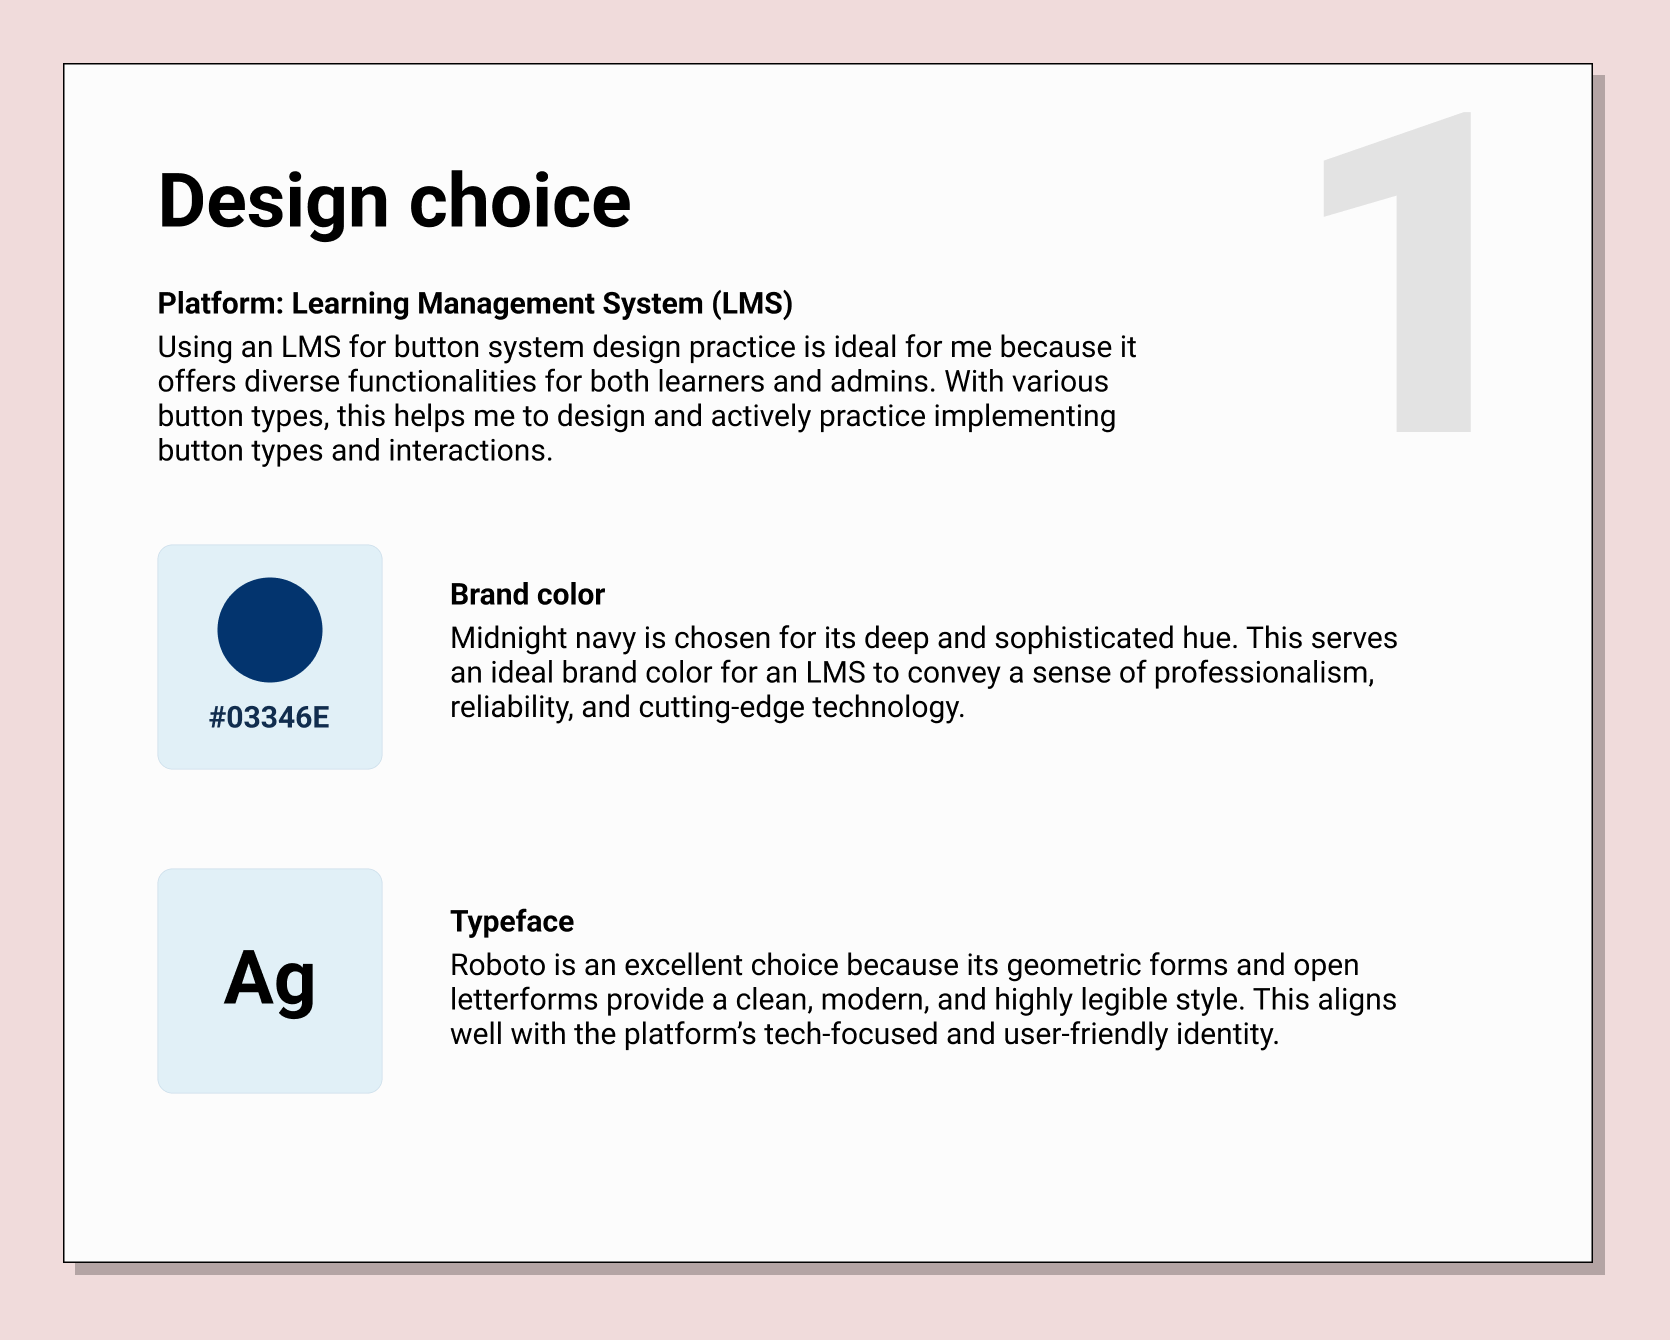 1
Design choice
Platform: Learning Management System (LMS)
Using an LMS for button system design practice is ideal for me because it
offers diverse functionalities for both learners and admins. With various
button types, this helps me to design and actively practice implementing
button types and interactions.
#03346E
Brand color
Midnight navy is chosen for its deep and sophisticated hue. This serves
an ideal brand color for an LMS to convey a sense of professionalism,
reliability, and cutting-edge technology.
Ag
Typeface
Roboto is an excellent choice because its geometric forms and open
letterforms provide a clean, modern, and highly legible style. This aligns
well with the platform’s tech-focused and user-friendly identity.